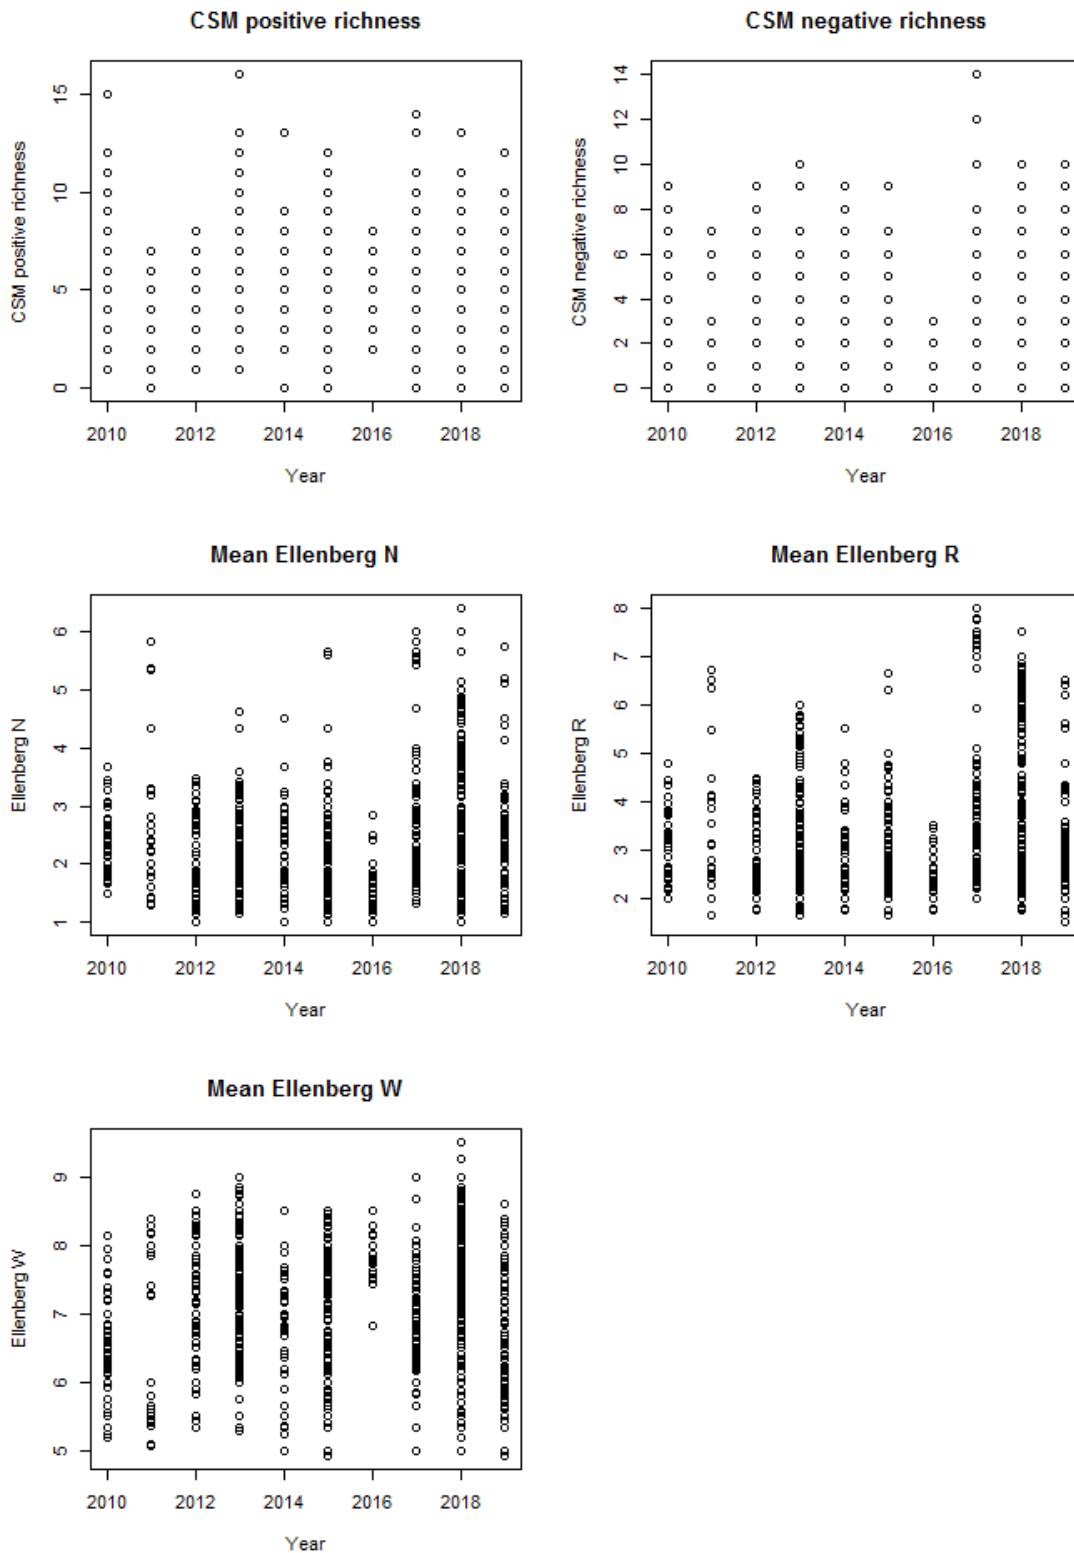 CSM positive richness
CSM positive richness
15
10
5
0
2010 2012 2014 2016 2018
Year
CSM negative richness
CSM negative richness
14
12
10
8
6
4
2
0
2010 2012 2014 2016 2018
Year
Mean Ellenberg N
Ellenberg N
6
5
4
3
2
1
2010 2012 2014 2016 2018
Year
Mean Ellenberg R
Ellenberg R
8
7
6
5
4
3
2
2010 2012 2014 2016 2018
Year
Mean Ellenberg W
Ellenberg W
9
8
7
6
5
2010 2012 2014 2016 2018
Year